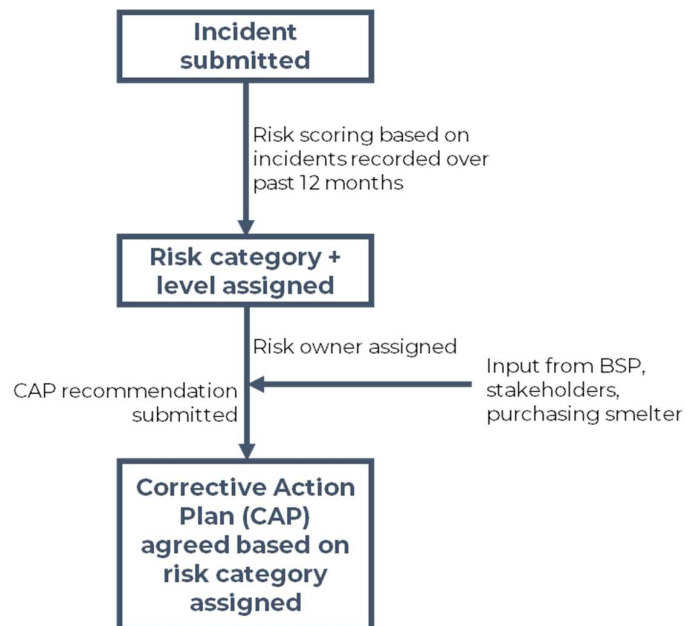 Incident
submitted
Risk scoring based on
incidents recorded over
past 12 months
Risk category +
level assigned
Risk owner assigned
Input from BSP,
stakeholders,
purchasing smelter
CAP recommendation
submitted
Corrective Action
Plan (CAP)
agreed based on
risk category
assigned